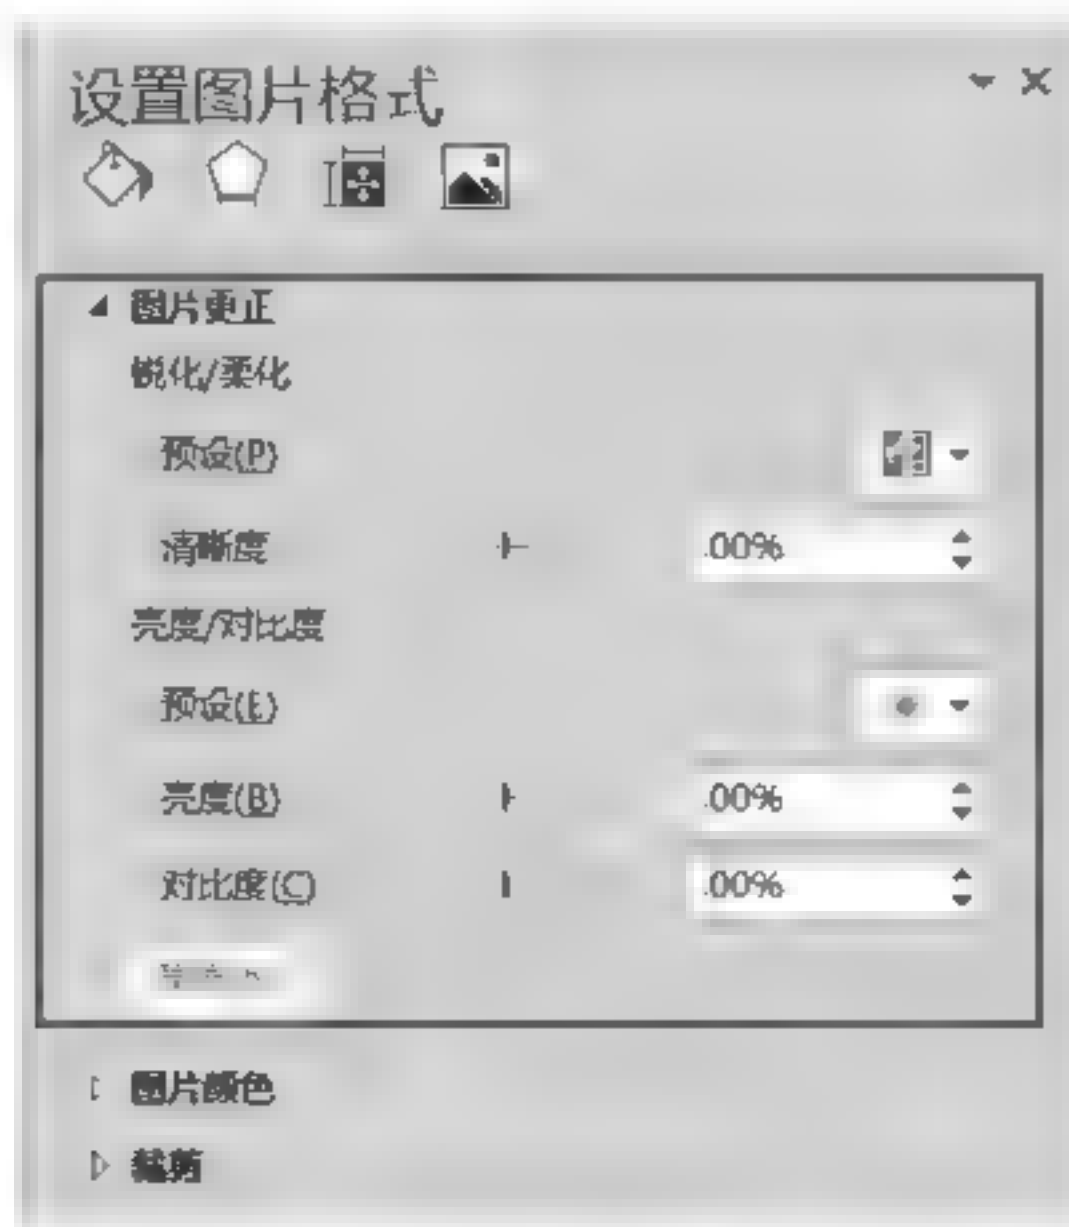 设置图片格式
图片更正
锐化/柔化
预设(P)
清晰度 .00%
亮度/对比度
预设(E)
亮度(B) .00%
对比度(C) .00%
图片颜色
裁剪